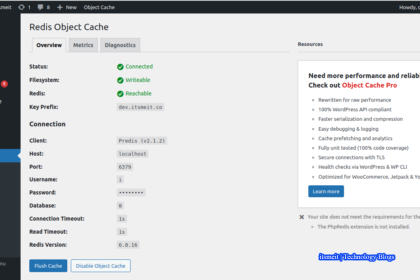 5
8
New
Object Cache
Redis Object Cache
Overview
Metrics
Diagnostics
Status:
Connected
Filesystem:
Writeable
Redis:
Reachable
Key Prefix:
dev.itsmeit.co
Connection
Client:
Predis (v2.1.2)
Host:
localhost
Port:
6379
Username:
Password:
••••••••
Database:
0
Connection Timeout:
1s
Read Timeout:
1s
Redis Version:
6.0.16
Flush Cache
Disable Object Cache
Resources
Need more performance and reliabi
Check out Object Cache Pro
Rewritten for raw performance
100% WordPress API compliant
Faster serialization and compression
Easy debugging & logging
Cache prefetching and analytics
Fully unit tested (100% code coverage)
Secure connections with TLS
Health checks via WordPress & WP CLI
Optimized for WooCommerce, Jetpack & Yo
Learn more
Your site does not meet the requirements for the
The PhpRedis extension is not installed.
itsmeit Technology Blogs